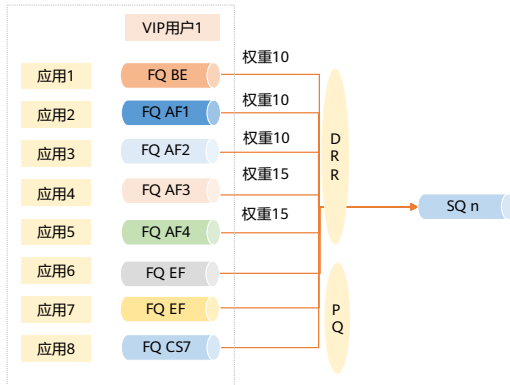 VIP用户1
应用1
FQ BE
权重10
应用2
FQ AF1
权重10
应用3
FQ AF2
权重10
应用4
FQ AF3
权重15
应用5
FQ AF4
权重15
应用6
FQ EF
应用7
FQ EF
应用8
FQ CS7
D
R
R
P
Q
SQ n